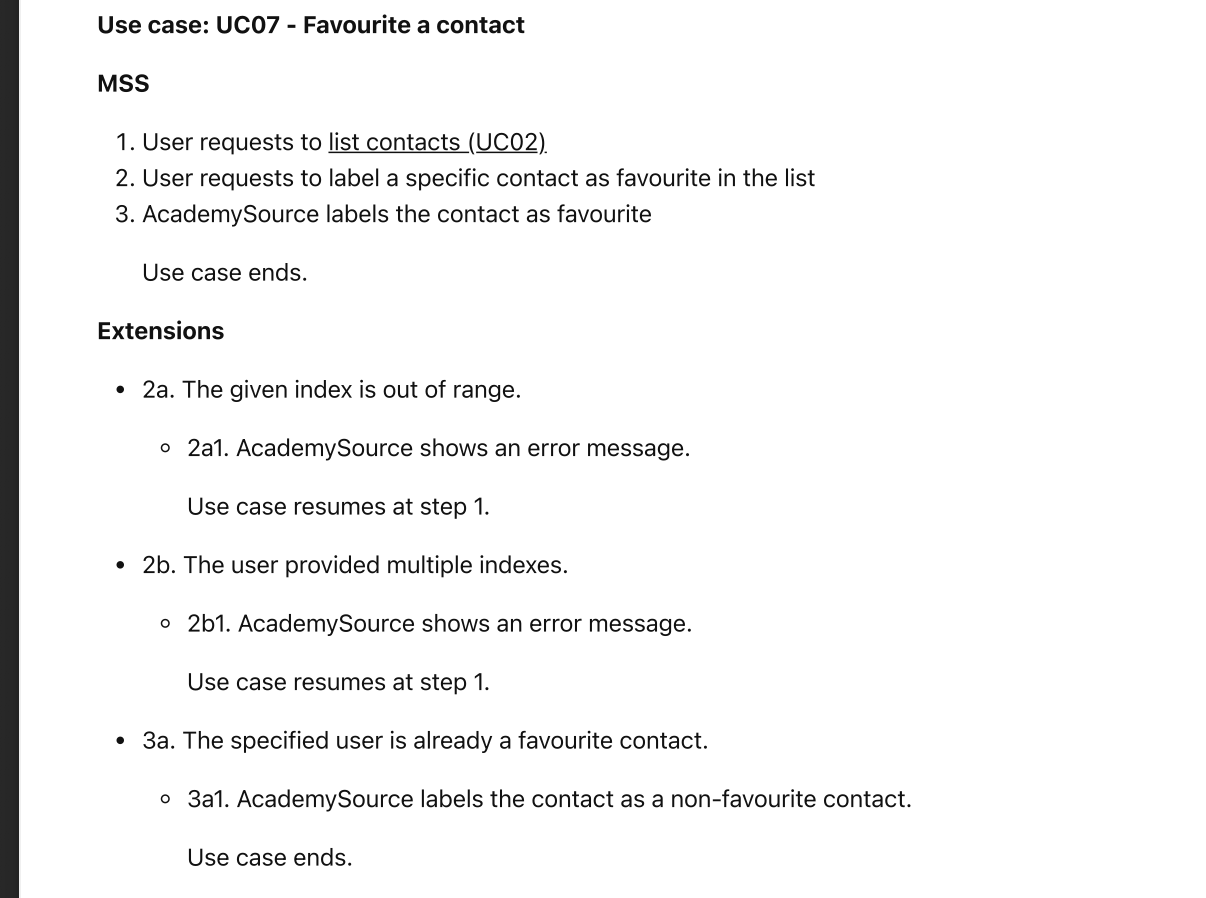 Use case: UC07 - Favourite a contact
MSS
1. User requests to list contacts (UC02)
2. User requests to label a specific contact as favourite in the list
3. AcademySource labels the contact as favourite
Use case ends.
Extensions
• 2a. The given index is out of range.
◦ 2a1. AcademySource shows an error message.
Use case resumes at step 1.
• 2b. The user provided multiple indexes.
◦ 2b1. AcademySource shows an error message.
Use case resumes at step 1.
• 3a. The specified user is already a favourite contact.
◦ 3a1. AcademySource labels the contact as a non-favourite contact.
Use case ends.